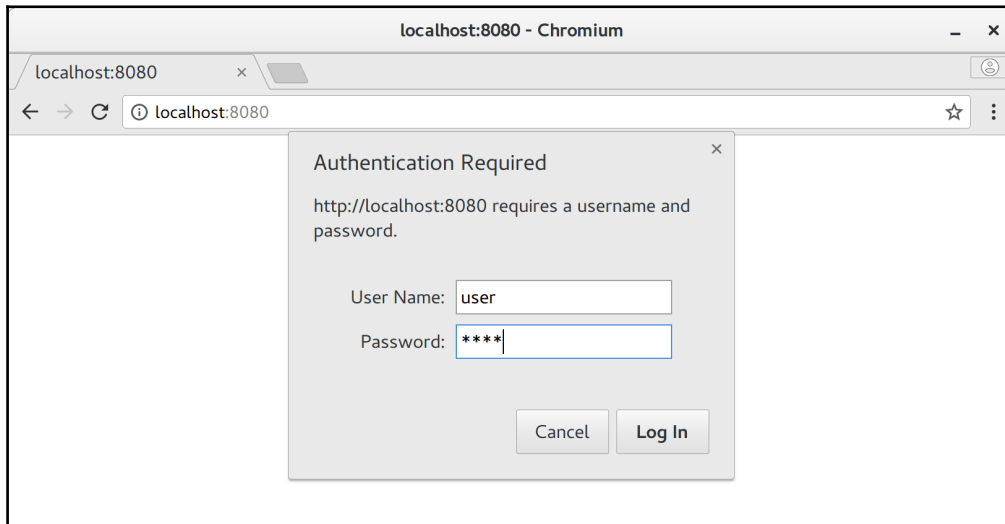 localhost:8080 - Chromium
localhost:8080
localhost:8080
Authentication Required
http://localhost:8080 requires a username and
password.
User Name: user
Password: ****
Cancel Log In